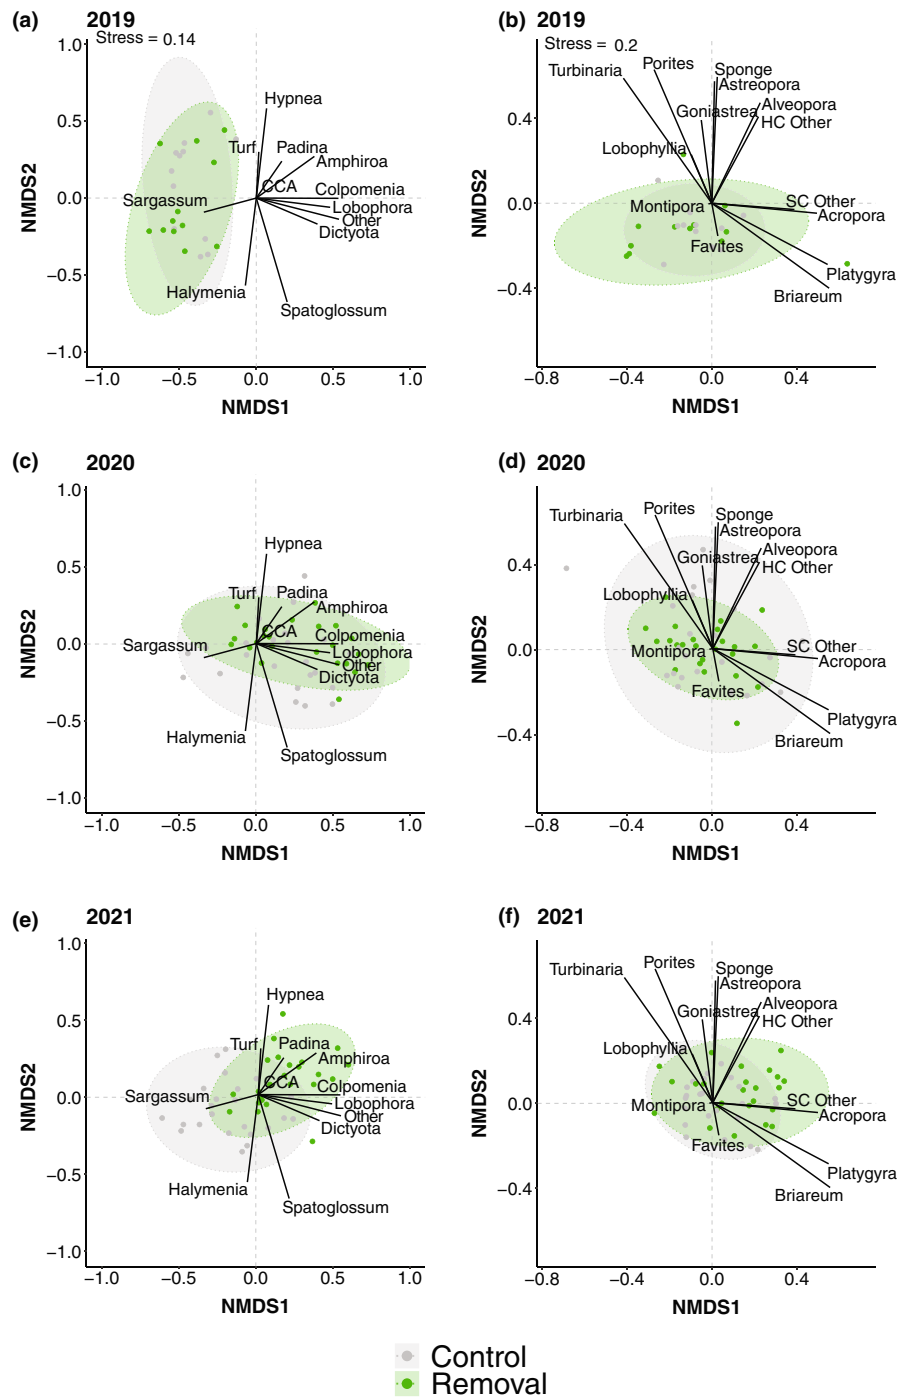 (a) 2019
Stress = 0.14
1.0
0.5
0.0
−0.5
−1.0
NMDS2
Hypnea
Turf
Padina
Amphiroa
CCA
Sargassum
Colpomenia
Lobophora
Other
Dictyota
Halymenia
Spatoglossum
−1.0 −0.5 0.0 0.5 1.0
NMDS1
(b) 2019
Stress = 0.2
0.4
0.0
−0.4
NMDS2
Turbinaria
Porites
Sponge
Astreopora
Goniastrea
Alveopora
HC Other
Lobophyllia
Montipora
SC Other
Acropora
Favites
Platygyra
Briareum
−0.8 −0.4 0.0 0.4
NMDS1
(c) 2020
1.0
0.5
0.0
−0.5
−1.0
NMDS2
Hypnea
Turf
Padina
Amphiroa
CCA
Sargassum
Colpomenia
Lobophora
Other
Dictyota
Halymenia
Spatoglossum
−1.0 −0.5 0.0 0.5 1.0
NMDS1
(d) 2020
0.4
0.0
−0.4
NMDS2
Turbinaria
Porites
Sponge
Astreopora
Goniastrea
Alveopora
HC Other
Lobophyllia
Montipora
SC Other
Acropora
Favites
Platygyra
Briareum
−0.8 −0.4 0.0 0.4
NMDS1
(e) 2021
1.0
0.5
0.0
−0.5
−1.0
NMDS2
Hypnea
Turf
Padina
Amphiroa
CCA
Sargassum
Colpomenia
Lobophora
Other
Dictyota
Halymenia
Spatoglossum
−1.0 −0.5 0.0 0.5 1.0
NMDS1
(f) 2021
0.4
0.0
−0.4
NMDS2
Turbinaria
Porites
Sponge
Astreopora
Goniastrea
Alveopora
HC Other
Lobophyllia
Montipora
SC Other
Acropora
Favites
Platygyra
Briareum
−0.8 −0.4 0.0 0.4
NMDS1
Control
Removal